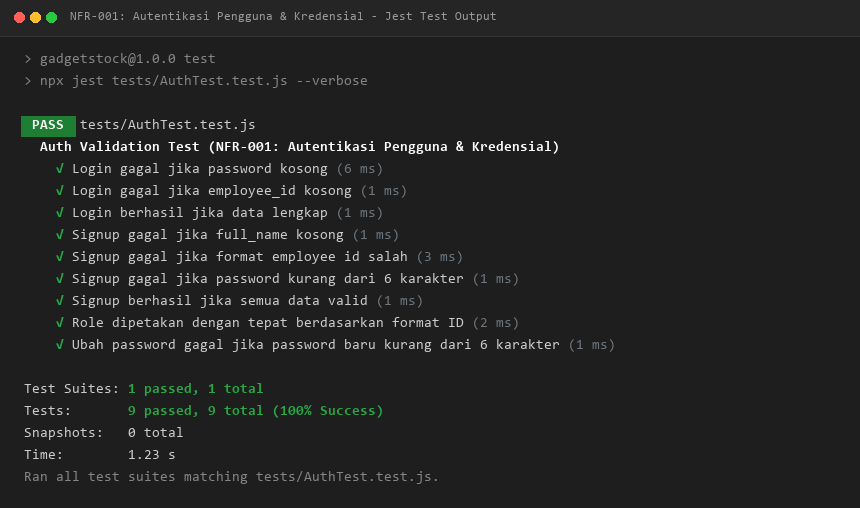 NFR-001: Autentikasi Pengguna & Kredensial - Jest Test Output
> gadgetstock@1.0.0 test
> npx jest tests/AuthTest.test.js --verbose
PASS tests/AuthTest.test.js
Auth Validation Test (NFR-001: Autentikasi Pengguna & Kredensial)
√ Login gagal jika password kosong (6 ms)
√ Login gagal jika employee_id kosong (1 ms)
√ Login berhasil jika data lengkap (1 ms)
√ Signup gagal jika full_name kosong (1 ms)
√ Signup gagal jika format employee id salah (3 ms)
√ Signup gagal jika password kurang dari 6 karakter (1 ms)
√ Signup berhasil jika semua data valid (1 ms)
√ Role dipetakan dengan tepat berdasarkan format ID (2 ms)
√ Ubah password gagal jika password baru kurang dari 6 karakter (1 ms)
Test Suites: 1 passed, 1 total
Tests: 9 passed, 9 total (100% Success)
Snapshots: 0 total
Time: 1.23 s
Ran all test suites matching tests/AuthTest.test.js.